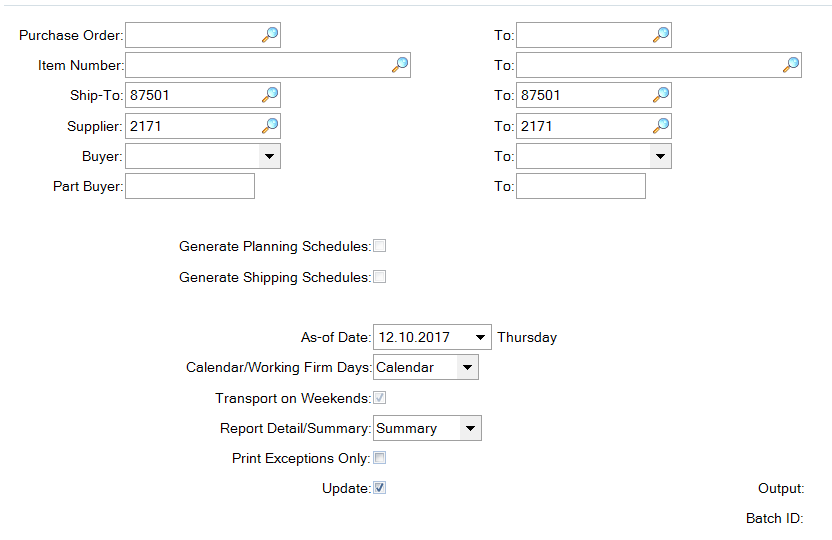 Purchase Order: To:
Item Number: To:
Ship-To: 87501 To: 87501
Supplier: 2171 To: 2171
Buyer: To:
Part Buyer: To:
Generate Planning Schedules:
Generate Shipping Schedules:
As-of Date: 12.10.2017 Thursday
Calendar/Working Firm Days: Calendar
Transport on Weekends:
Report Detail/Summary: Summary
Print Exceptions Only:
Update: Output:
Batch ID: